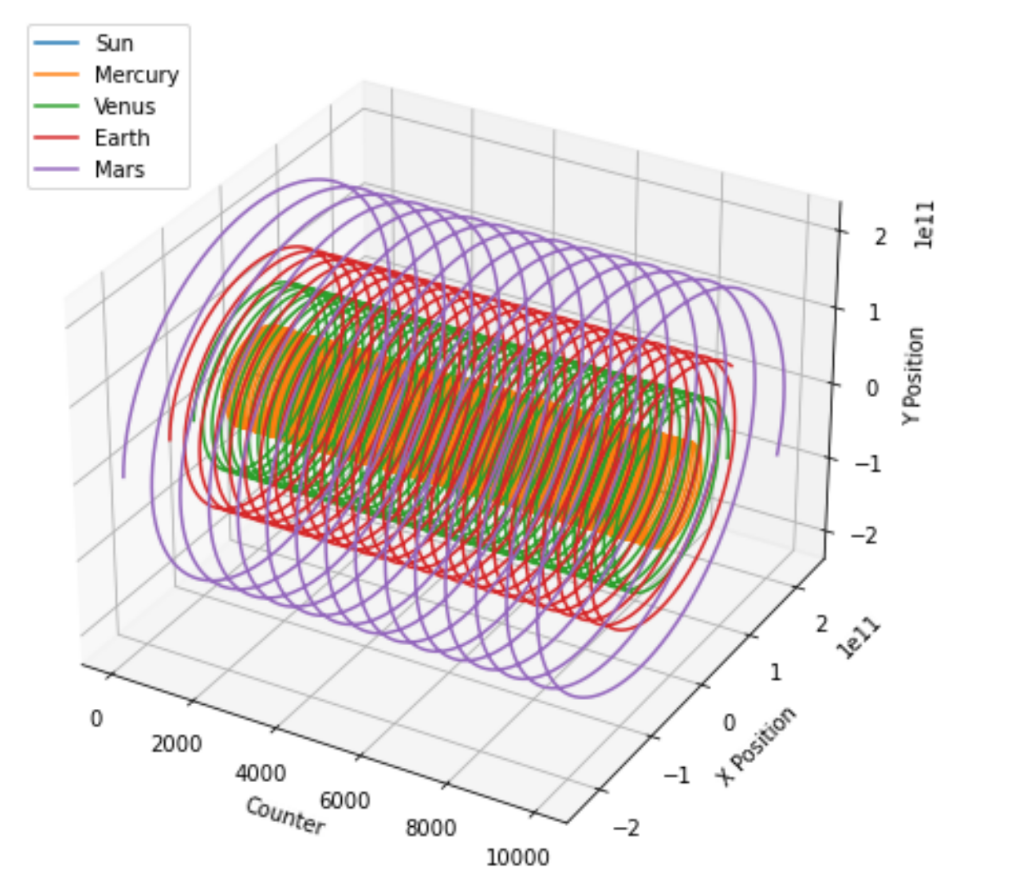 Sun
Mercury
Venus
Earth
Mars
1e11
2
1
0
−1
−2
Y Position
2
1
0
−1
−2
1e11
X Position
0
2000
4000
6000
8000
10000
Counter